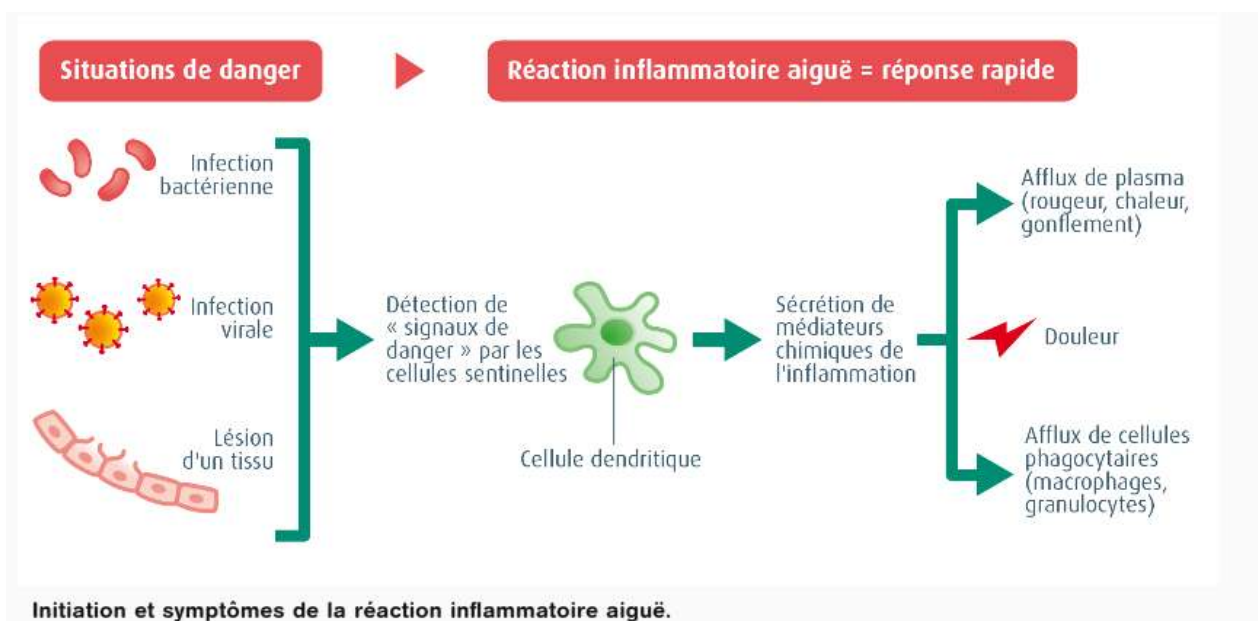 Situations de danger
Réaction inflammatoire aiguë = réponse rapide
Infection
bactérienne
Infection
virale
Lésion
d'un tissu
Détection de
« signaux de
danger » par les
cellules sentinelles
Cellule dendritique
Sécrétion de
médiateurs
chimiques de
l'inflammation
Afflux de plasma
(rougeur, chaleur,
gonflement)
Douleur
Afflux de cellules
phagocytaires
(macrophages,
granulocytes)
Initiation et symptômes de la réaction inflammatoire aiguë.